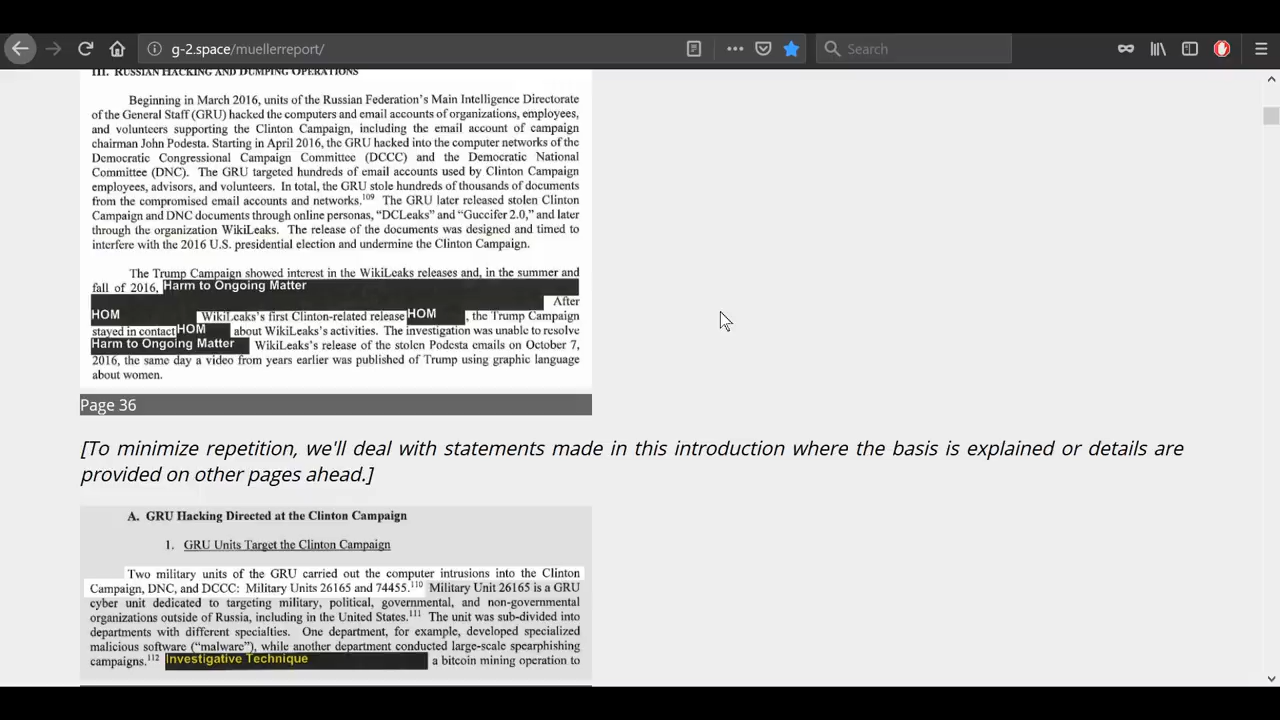 g-2.space/muellerreport/
Search
III. RUSSIAN HACKING AND DUMPING OPERATIONS
Beginning in March 2016, units of the Russian Federation's Main Intelligence Directorate
of the General Staff (GRU) hacked the computers and email accounts of organizations, employees,
and volunteers supporting the Clinton Campaign, including the email account of campaign
chairman John Podesta. Starting in April 2016, the GRU hacked into the computer networks of the
Democratic Congressional Campaign Committee (DCCC) and the Democratic National
Committee (DNC). The GRU targeted hundreds of email accounts used by Clinton Campaign
employees, advisors, and volunteers. In total, the GRU stole hundreds of thousands of documents
from the compromised email accounts and networks.109 The GRU later released stolen Clinton
Campaign and DNC documents through online personas, "DCLeaks" and "Guccifer 2.0," and later
through the organization WikiLeaks. The release of the documents was designed and timed to
interfere with the 2016 U.S. presidential election and undermine the Clinton Campaign.
The Trump Campaign showed interest in the WikiLeaks releases and, in the summer and
fall of 2016, Harm to Ongoing Matter
After
HOM WikiLeaks's first Clinton-related release HOM , the Trump Campaign
stayed in contact HOM about WikiLeaks's activities. The investigation was unable to resolve
Harm to Ongoing Matter WikiLeaks's release of the stolen Podesta emails on October 7,
2016, the same day a video from years earlier was published of Trump using graphic language
about women.
Page 36
[To minimize repetition, we'll deal with statements made in this introduction where the basis is explained or details are
provided on other pages ahead.]
A. GRU Hacking Directed at the Clinton Campaign
1. GRU Units Target the Clinton Campaign
Two military units of the GRU carried out the computer intrusions into the Clinton
Campaign, DNC, and DCCC: Military Units 26165 and 74455.110 Military Unit 26165 is a GRU
cyber unit dedicated to targeting military, political, governmental, and non-governmental
organizations outside of Russia, including in the United States.111 The unit was sub-divided into
departments with different specialties. One department, for example, developed specialized
malicious software ("malware"), while another department conducted large-scale spearphishing
campaigns.112 Investigative Technique a bitcoin mining operation to